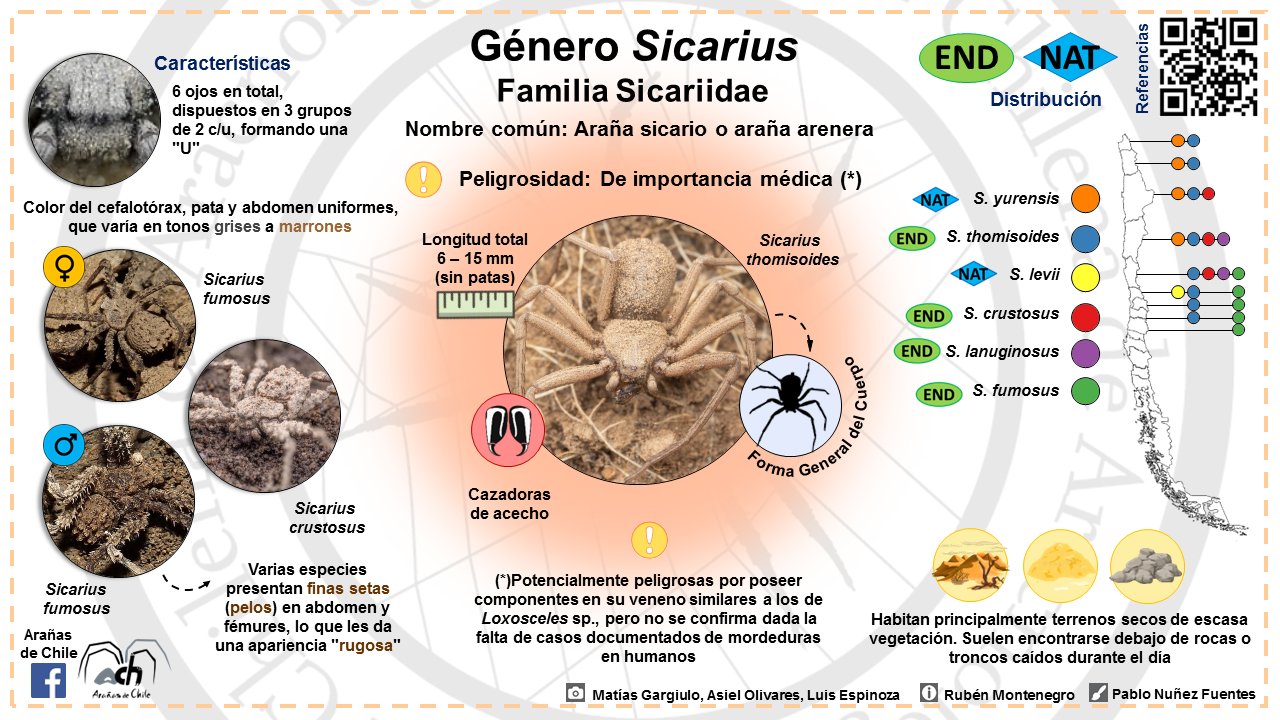 Género Sicarius
Familia Sicariidae
Nombre común: Araña sicario o araña arenera
Peligrosidad: De importancia médica (*)
Características
6 ojos en total,
dispuestos en 3 grupos
de 2 c/u, formando una
"U"
Color del cefalotórax, pata y abdomen uniformes,
que varía en tonos grises a marrones
Sicarius
fumosus
Sicarius
crustosus
Sicarius
fumosus
Varias especies
presentan finas setas
(pelos) en abdomen y
fémures, lo que les da
una apariencia "rugosa"
Arañas
de Chile
ch
Arañas de Chile
Longitud total
6 – 15 mm
(sin patas)
Sicarius
thomisoides
Forma General del Cuerpo
Cazadoras
de acecho
(*)Potencialmente peligrosas por poseer
componentes en su veneno similares a los de
Loxosceles sp., pero no se confirma dada la
falta de casos documentados de mordeduras
en humanos
END NAT
Distribución
Referencias
NAT S. yurensis
END S. thomisoides
NAT S. levii
END S. crustosus
END S. lanuginosus
END S. fumosus
Habitan principalmente terrenos secos de escasa
vegetación. Suelen encontrarse debajo de rocas o
troncos caídos durante el día
Matías Gargiulo, Asiel Olivares, Luis Espinoza
Rubén Montenegro
Pablo Nuñez Fuentes